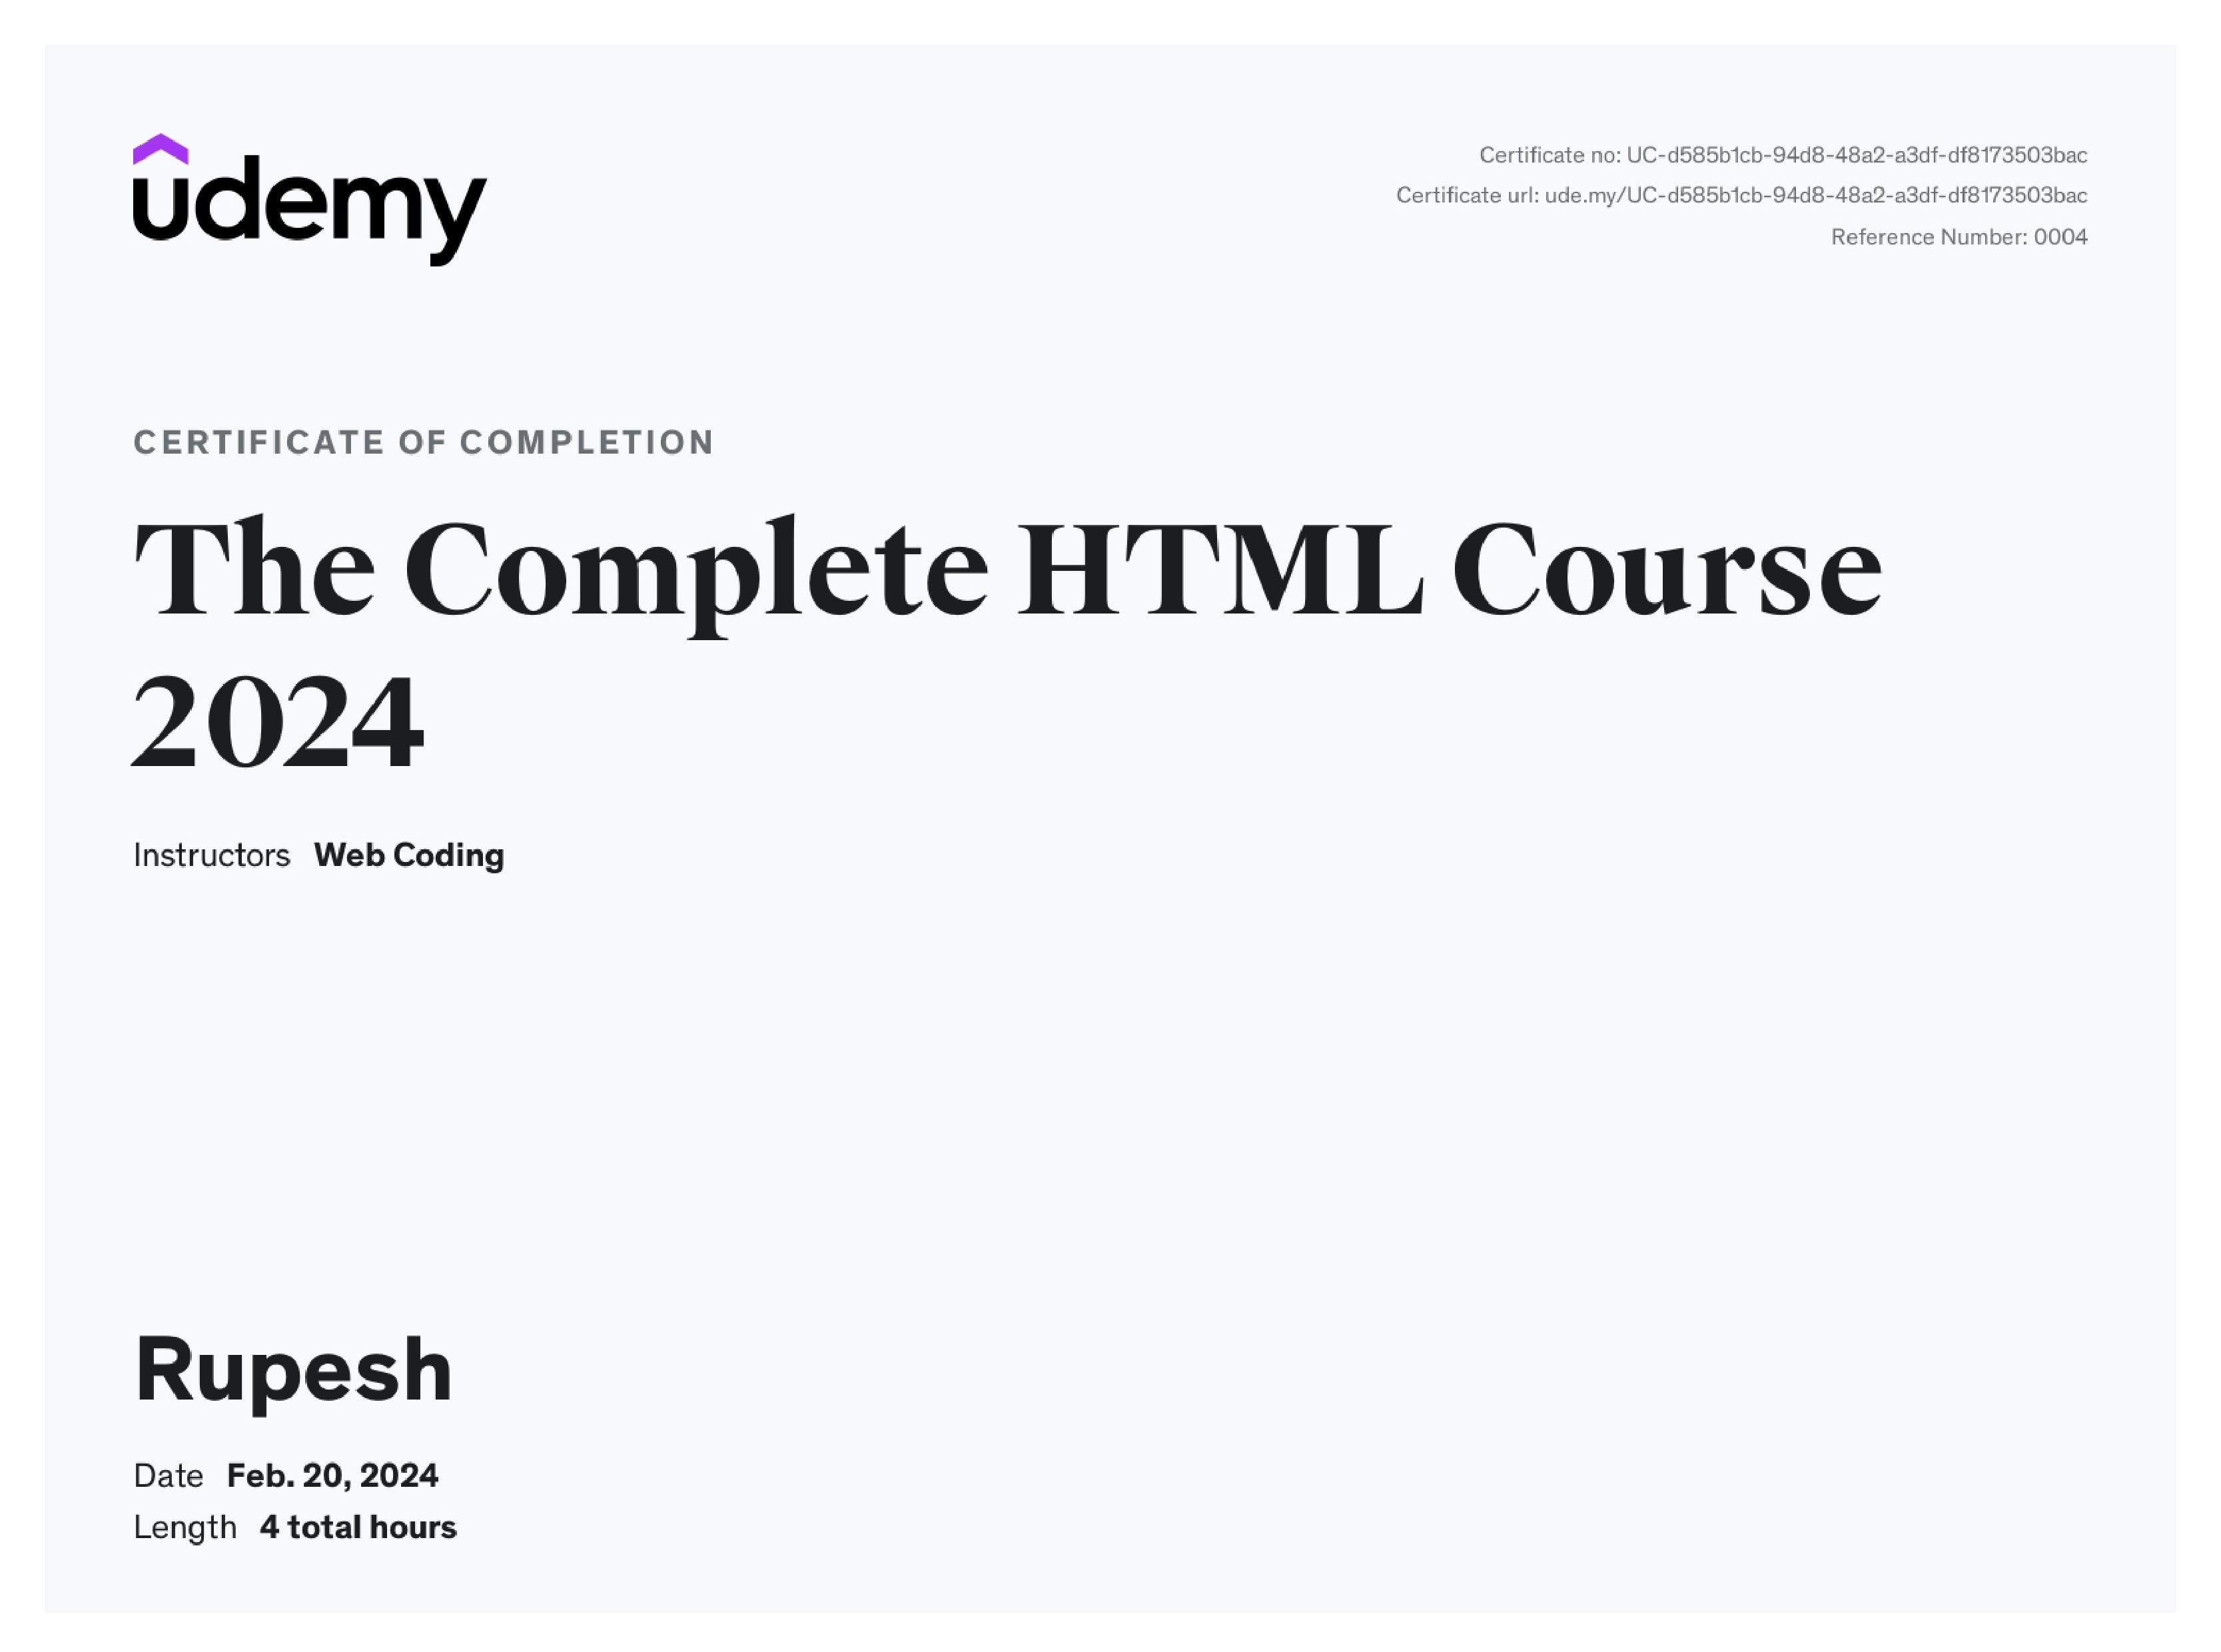 udemy
Certificate no: UC-d585b1cb-94d8-48a2-a3df-df8173503bac
Certificate url: ude.my/UC-d585b1cb-94d8-48a2-a3df-df8173503bac
Reference Number: 0004
CERTIFICATE OF COMPLETION
The Complete HTML Course
2024
Instructors Web Coding
Rupesh
Date Feb. 20, 2024
Length 4 total hours